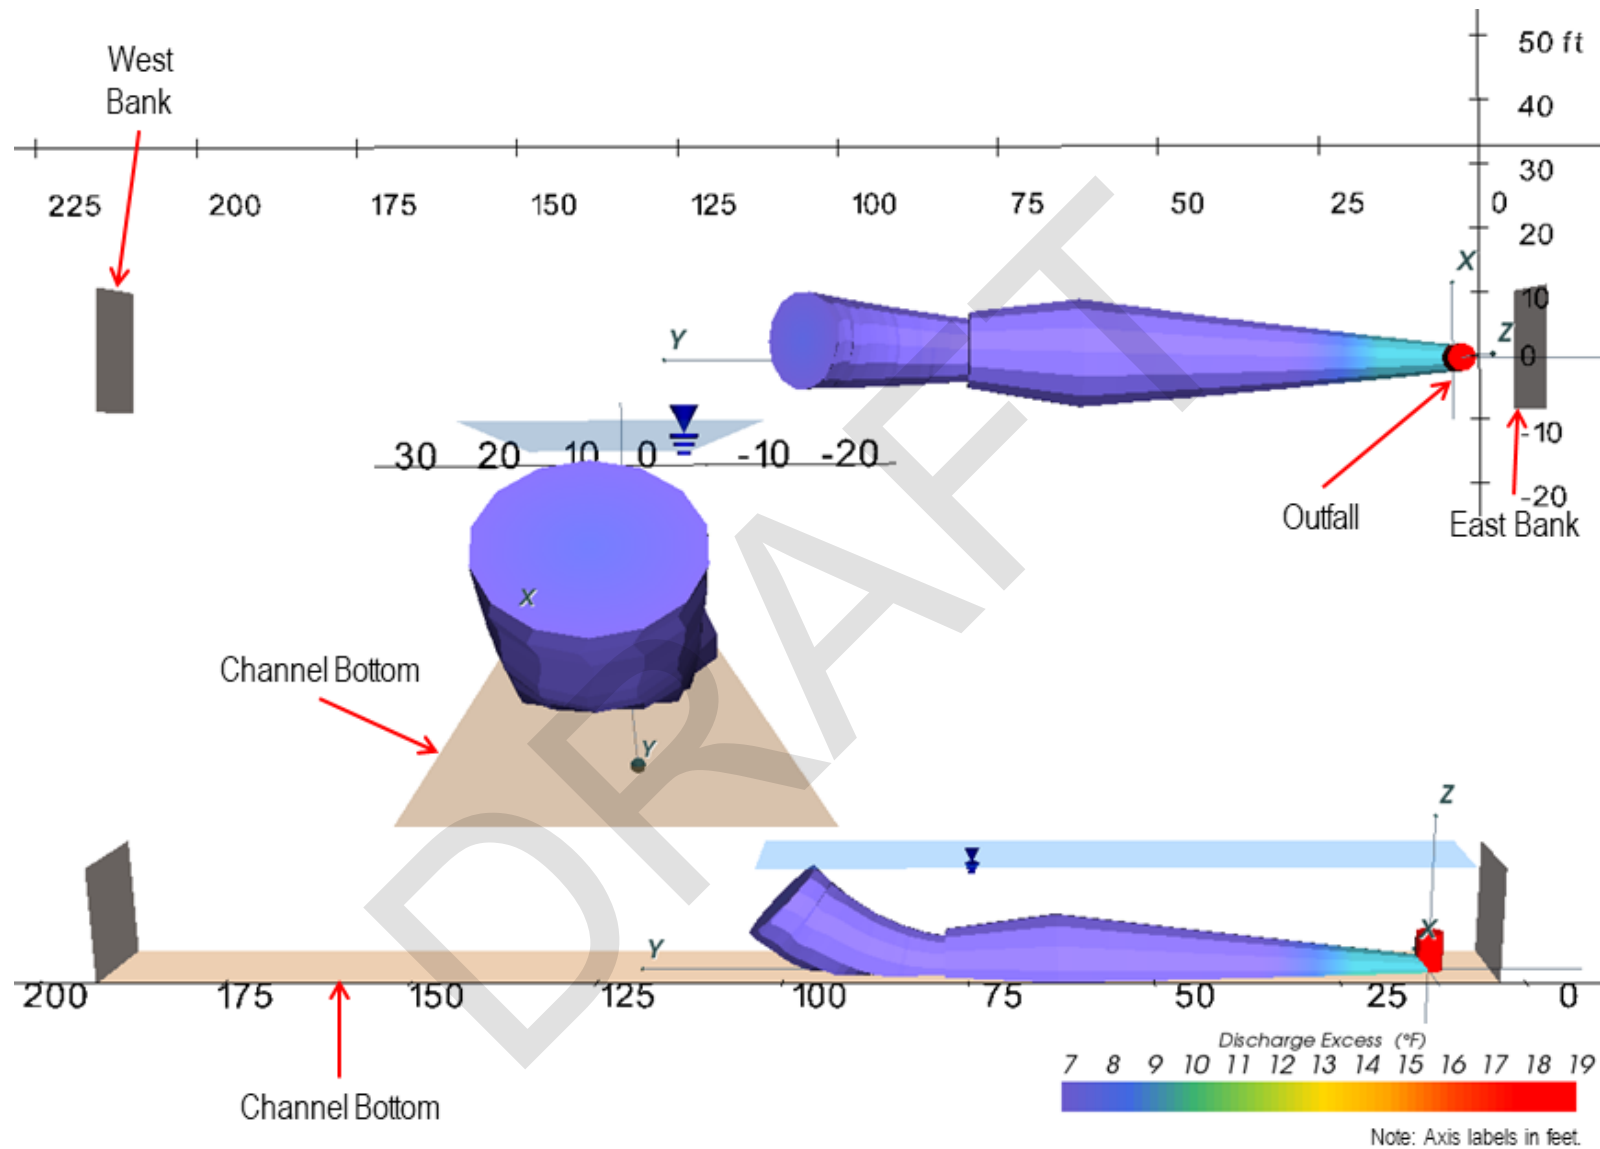 West
Bank
50 ft
40
30
225 200 175 150 125 100 75 50 25 0
20
X
10
Y
Z
0
-10
30 20 10 0 -10 -20
-20
Outfall
East Bank
X
Channel Bottom
Y
DRAFT
Z
X
Y
200 175 150 125 100 75 50 25 0
Discharge Excess (°F)
7 8 9 10 11 12 13 14 15 16 17 18 19
Channel Bottom
Note: Axis labels in feet.